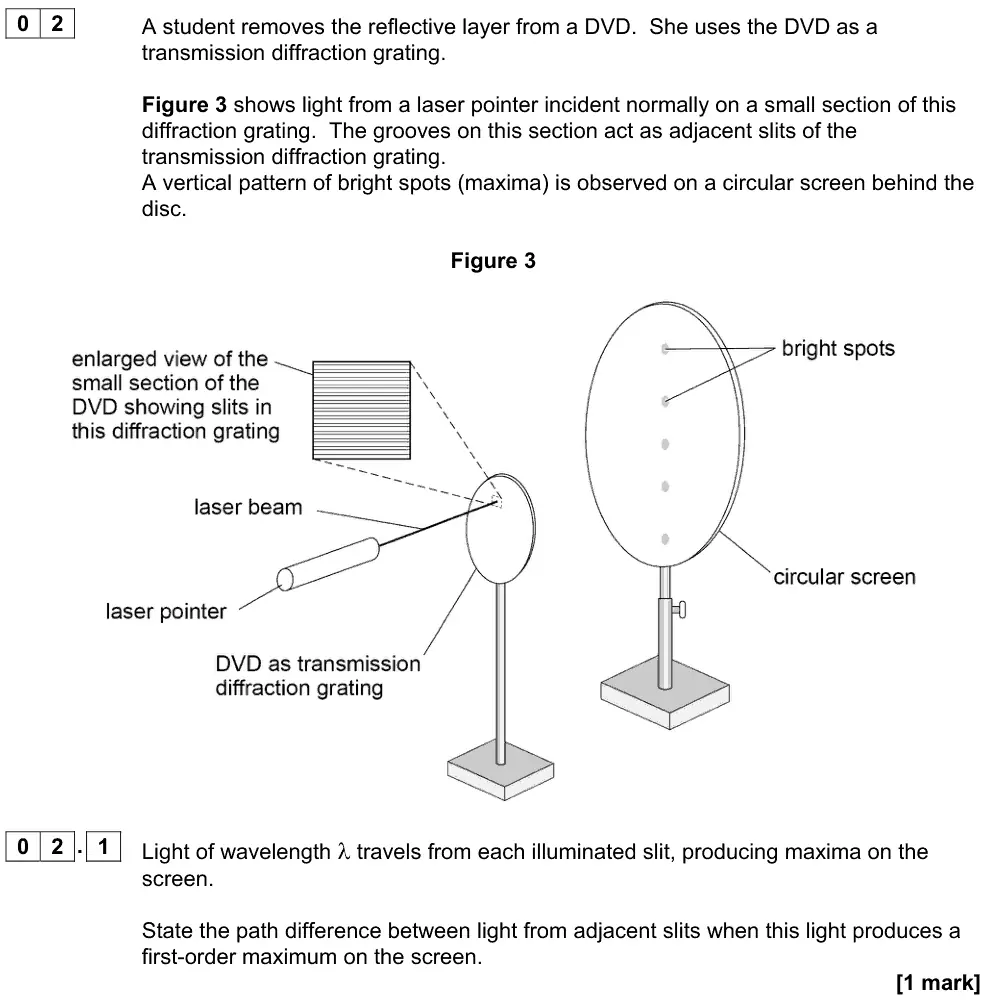 0 2
A student removes the reflective layer from a DVD. She uses the DVD as a
transmission diffraction grating.
Figure 3 shows light from a laser pointer incident normally on a small section of this
diffraction grating. The grooves on this section act as adjacent slits of the
transmission diffraction grating.
A vertical pattern of bright spots (maxima) is observed on a circular screen behind the
disc.
Figure 3
enlarged view of the
small section of the
DVD showing slits in
this diffraction grating
bright spots
laser beam
laser pointer
circular screen
DVD as transmission
diffraction grating
0 2 . 1
Light of wavelength λ travels from each illuminated slit, producing maxima on the
screen.
State the path difference between light from adjacent slits when this light produces a
first-order maximum on the screen.
[1 mark]